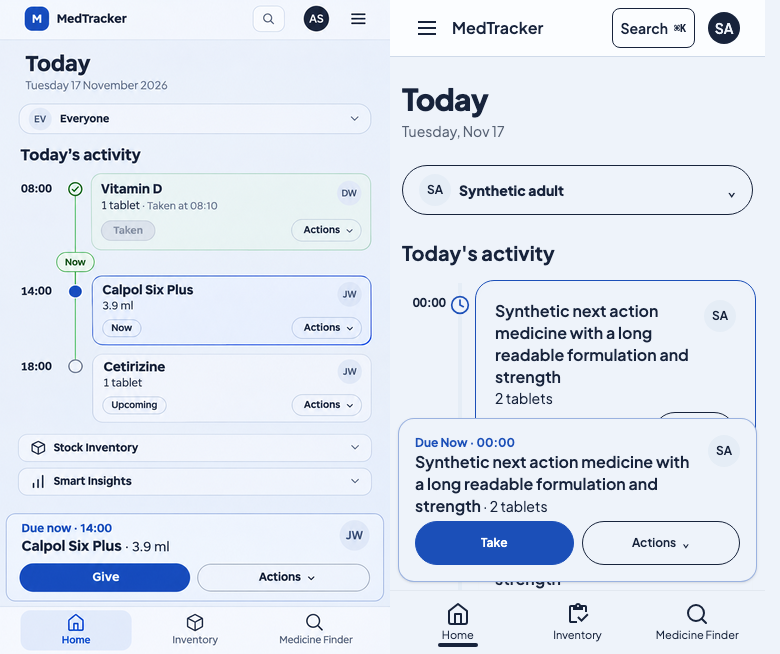 M MedTracker
AS
Today
Tuesday 17 November 2026
EV Everyone
Today's activity
08:00
Vitamin D
DW
1 tablet · Taken at 08:10
Taken
Actions
Now
14:00
Calpol Six Plus
JW
3.9 ml
Now
Actions
18:00
Cetirizine
JW
1 tablet
Upcoming
Actions
Stock Inventory
Smart Insights
Due now · 14:00
JW
Calpol Six Plus · 3.9 ml
Give
Actions
Home
Inventory
Medicine Finder
MedTracker
Search ⌘K
SA
Today
Tuesday, Nov 17
SA Synthetic adult
Today's activity
00:00
Synthetic next action
medicine with a long
readable formulation and
strength
SA
2 tablets
Due Now · 00:00
SA
Synthetic next action medicine with
a long readable formulation and
strength · 2 tablets
Take
Actions
strength
Home
Inventory
Medicine Finder